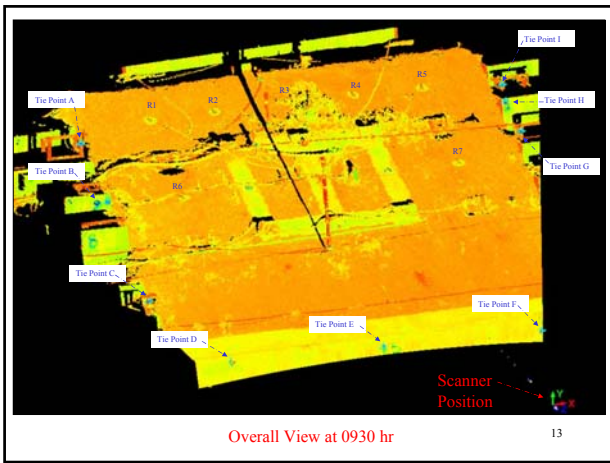 Tie Point I
R5
R4
R3
Tie Point A
R1
R2
Tie Point H
Tie Point B
R7
Tie Point G
R6
Tie Point C
Tie Point F
Tie Point E
Tie Point D
Scanner
Position
Y
X
Overall View at 0930 hr
13